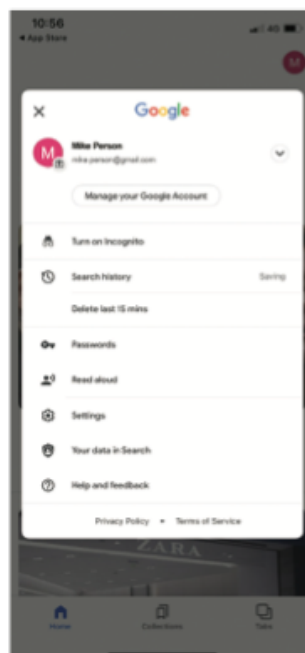 10:56
4G
◂ App Store
M
Google
M
Mike Person
mike.person@gmail.com
Manage your Google Account
Turn on Incognito
Search history Saving
Delete last 15 mins
Passwords
Read aloud
Settings
Your data in Search
Help and feedback
Privacy Policy • Terms of Service
ZARA
Home Collections Tabs